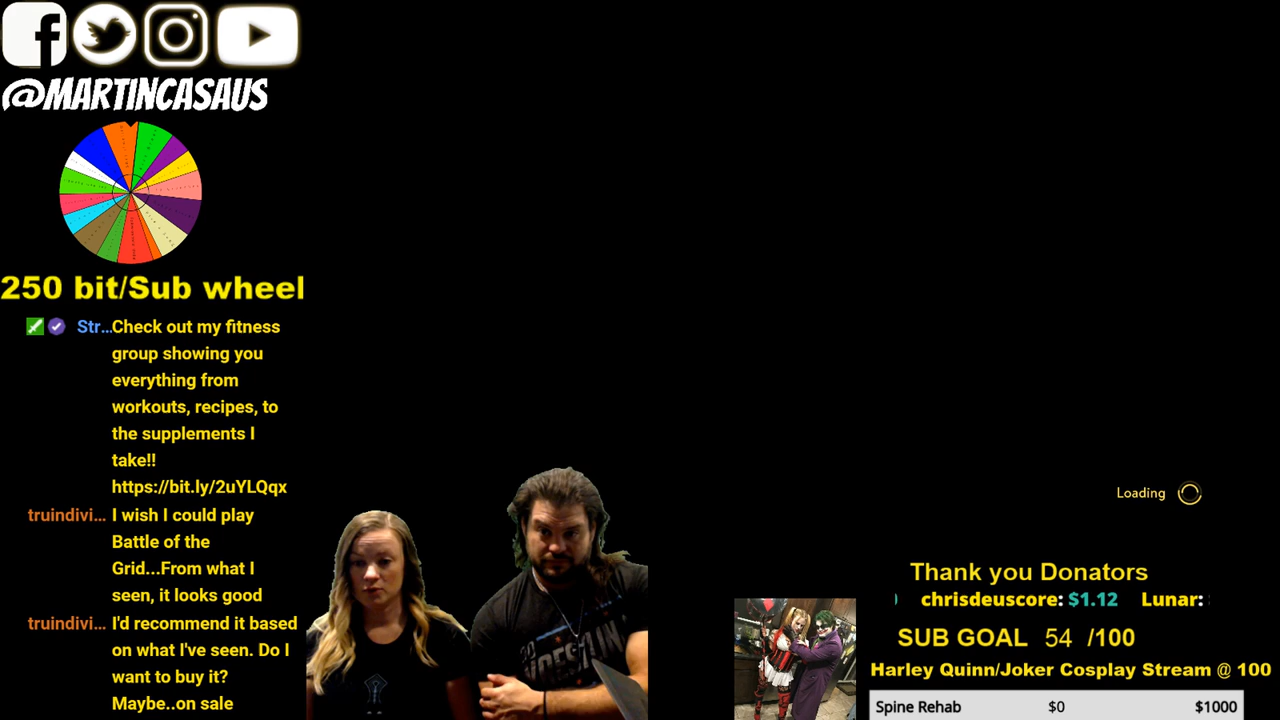 @MARTINCASAUS
250 bit/Sub wheel
Str...Check out my fitness
group showing you
everything from
workouts, recipes, to
the supplements I
take!!
https://bit.ly/2uYLQqx
truindivi... I wish I could play
Battle of the
Grid...From what I
seen, it looks good
truindivi... I'd recommend it based
on what I've seen. Do I
want to buy it?
Maybe..on sale
Loading
Thank you Donators
chrisdeuscore: $1.12 Lunar:
SUB GOAL 54 /100
Harley Quinn/Joker Cosplay Stream @ 100
Spine Rehab $0 $1000